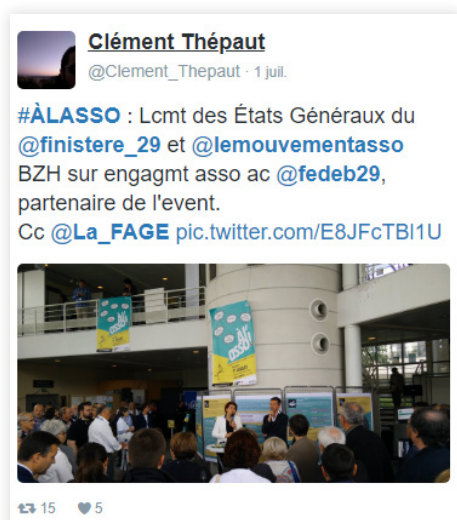 Clément Thépaut
@Clement_Thepaut · 1 juil.
#ÀLASSO : Lcmt des États Généraux du
@finistere_29 et @lemouvementasso
BZH sur engagmt asso ac @fedeb29,
partenaire de l'event.
Cc @La_FAGE pic.twitter.com/E8JFcTBl1U
15 5